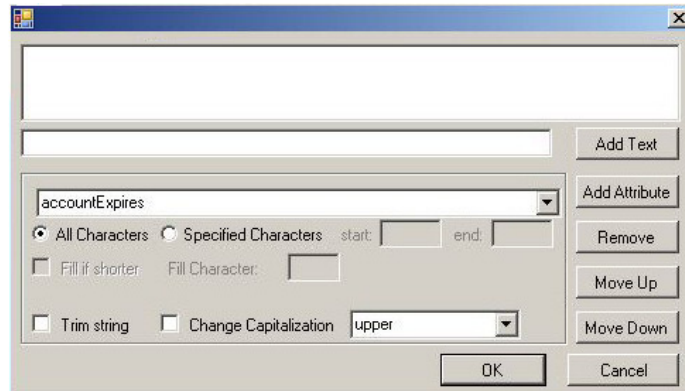 Add Text
accountExpires
Add Attribute
All Characters Specified Characters start: end:
Remove
Fill if shorter Fill Character:
Move Up
Trim string Change Capitalization upper
Move Down
OK Cancel